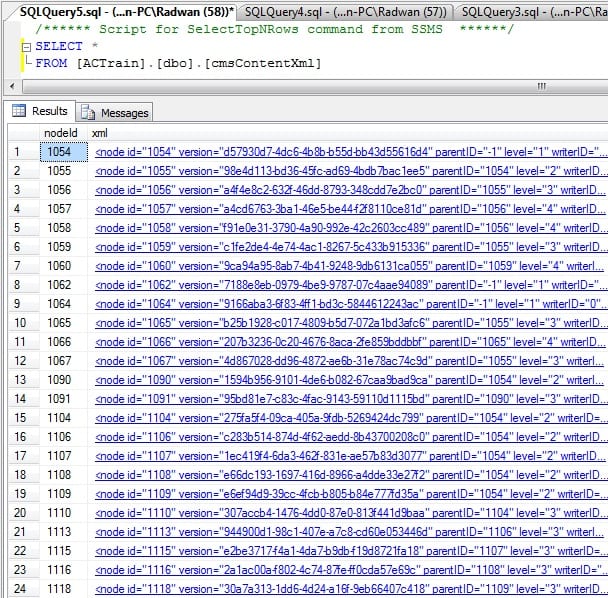 SQLQuery5.sql - (...n-PC\Radwan (58))* SQLQuery4.sql - (...n-PC\Radwan (57)) SQLQuery3.sql - (...n-PC\Ra
/****** Script for SelectTopNRows command from SSMS ******/
SELECT *
FROM [ACTrain].[dbo].[cmsContentXml]
Results Messages
nodeId xml
1 1054 <node id="1054" version="d57930d7-4dc6-4b8b-b55d-bb43d55616d4" parentID="-1" level="1" writerID="...
2 1055 <node id="1055" version="98e4d113-bd36-45fc-ad69-4bdb7bac1ee5" parentID="1054" level="2" writerI...
3 1056 <node id="1056" version="a4f4e8c2-632f-46dd-8793-348cdd7e2bc0" parentID="1055" level="3" writerI...
4 1057 <node id="1057" version="a4cd6763-3ba1-46e5-be44-f2f8110ce81d" parentID="1056" level="4" writerI...
5 1058 <node id="1058" version="f91e0e31-3790-4a90-992e-42c2603cc489" parentID="1056" level="4" writerI...
6 1059 <node id="1059" version="c1fe2de4-4e74-4ac1-8267-5c433b915336" parentID="1055" level="3" writerI...
7 1060 <node id="1060" version="9ca94a95-8ab7-4b41-9248-9db6131ca055" parentID="1059" level="4" writerI...
8 1062 <node id="1062" version="7188e8eb-0979-4be9-9787-07c4aae94089" parentID="-1" level="1" writerID="...
9 1064 <node id="1064" version="9166aba3-6f83-4ff1-bd3c-5844612243ac" parentID="-1" level="1" writerID="0"...
10 1065 <node id="1065" version="b25b1928-c017-4809-b5d7-072a1bd3afc6" parentID="1055" level="3" writerI...
11 1066 <node id="1066" version="207b3236-0c20-4676-8aca-2fe859bddbbf" parentID="1065" level="4" writerI...
12 1067 <node id="1067" version="4d867028-dd96-4872-ae6b-31e78ac74c9d" parentID="1055" level="3" writerI...
13 1090 <node id="1090" version="1594b956-9101-4de6-b082-67caa9bad9ca" parentID="1054" level="2" writerI...
14 1091 <node id="1091" version="95bd81e7-c83c-4fac-9143-59110d1115bd" parentID="1090" level="3" writerI...
15 1104 <node id="1104" version="275fa5f4-09ca-405a-9fdb-5269424dc799" parentID="1054" level="2" writerID=...
16 1106 <node id="1106" version="c283b514-874d-4f62-aedd-8b43700208c0" parentID="1054" level="2" writerI...
17 1107 <node id="1107" version="1ec419f4-6da3-462f-831e-ae57b83d3077" parentID="1054" level="2" writerI...
18 1108 <node id="1108" version="e66dc193-1697-416d-8966-a4dde33e27f2" parentID="1054" level="2" writerI...
19 1109 <node id="1109" version="e6ef94d9-39cc-4fcb-b805-b84e777fd35a" parentID="1054" level="2" writerID...
20 1110 <node id="1110" version="307accb4-1476-4dd0-87e0-813f441d9baa" parentID="1104" level="3" writerI...
21 1113 <node id="1113" version="944900d1-98c1-407e-a7c8-cd60e053446d" parentID="1106" level="3" writerI...
22 1115 <node id="1115" version="e2be3717-f4a1-4da7-b9db-f19d8721fa18" parentID="1107" level="3" writerID=...
23 1116 <node id="1116" version="2a1ac00a-f802-4c74-87fe-ff0cda57e69c" parentID="1108" level="3" writerID="...
24 1118 <node id="1118" version="30a7a313-1dd6-4d24-a16f-9eb66407c418" parentID="1109" level="3" writerI...